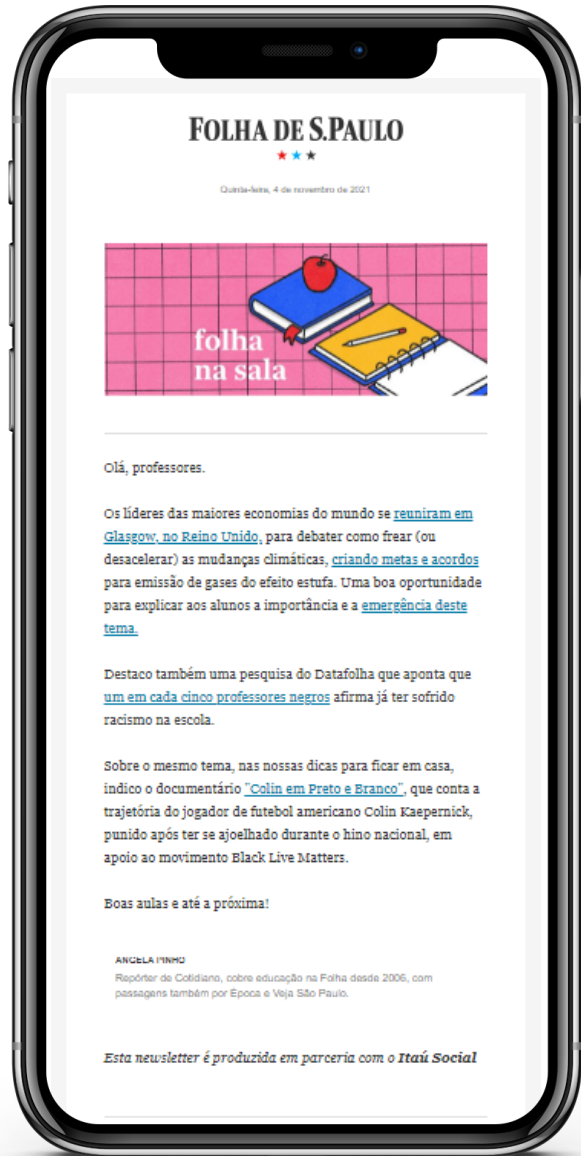 FOLHA DE S.PAULO
Quinta-feira, 4 de novembro de 2021
folha
na sala
Olá, professores.
Os líderes das maiores economias do mundo se reuniram em
Glasgow, no Reino Unido, para debater como frear (ou
desacelerar) as mudanças climáticas, criando metas e acordos
para emissão de gases do efeito estufa. Uma boa oportunidade
para explicar aos alunos a importância e a emergência deste
tema.
Destaco também uma pesquisa do Datafolha que aponta que
um em cada cinco professores negros afirma já ter sofrido
racismo na escola.
Sobre o mesmo tema, nas nossas dicas para ficar em casa,
indico o documentário "Colin em Preto e Branco", que conta a
trajetória do jogador de futebol americano Colin Kaepernick,
punido após ter se ajoelhado durante o hino nacional, em
apoio ao movimento Black Live Matters.
Boas aulas e até a próxima!
ANGELA PINHO
Repórter de Cotidiano, cobre educação na Folha desde 2006, com
passagens também por Época e Veja São Paulo.
Esta newsletter é produzida em parceria com o Itaú Social